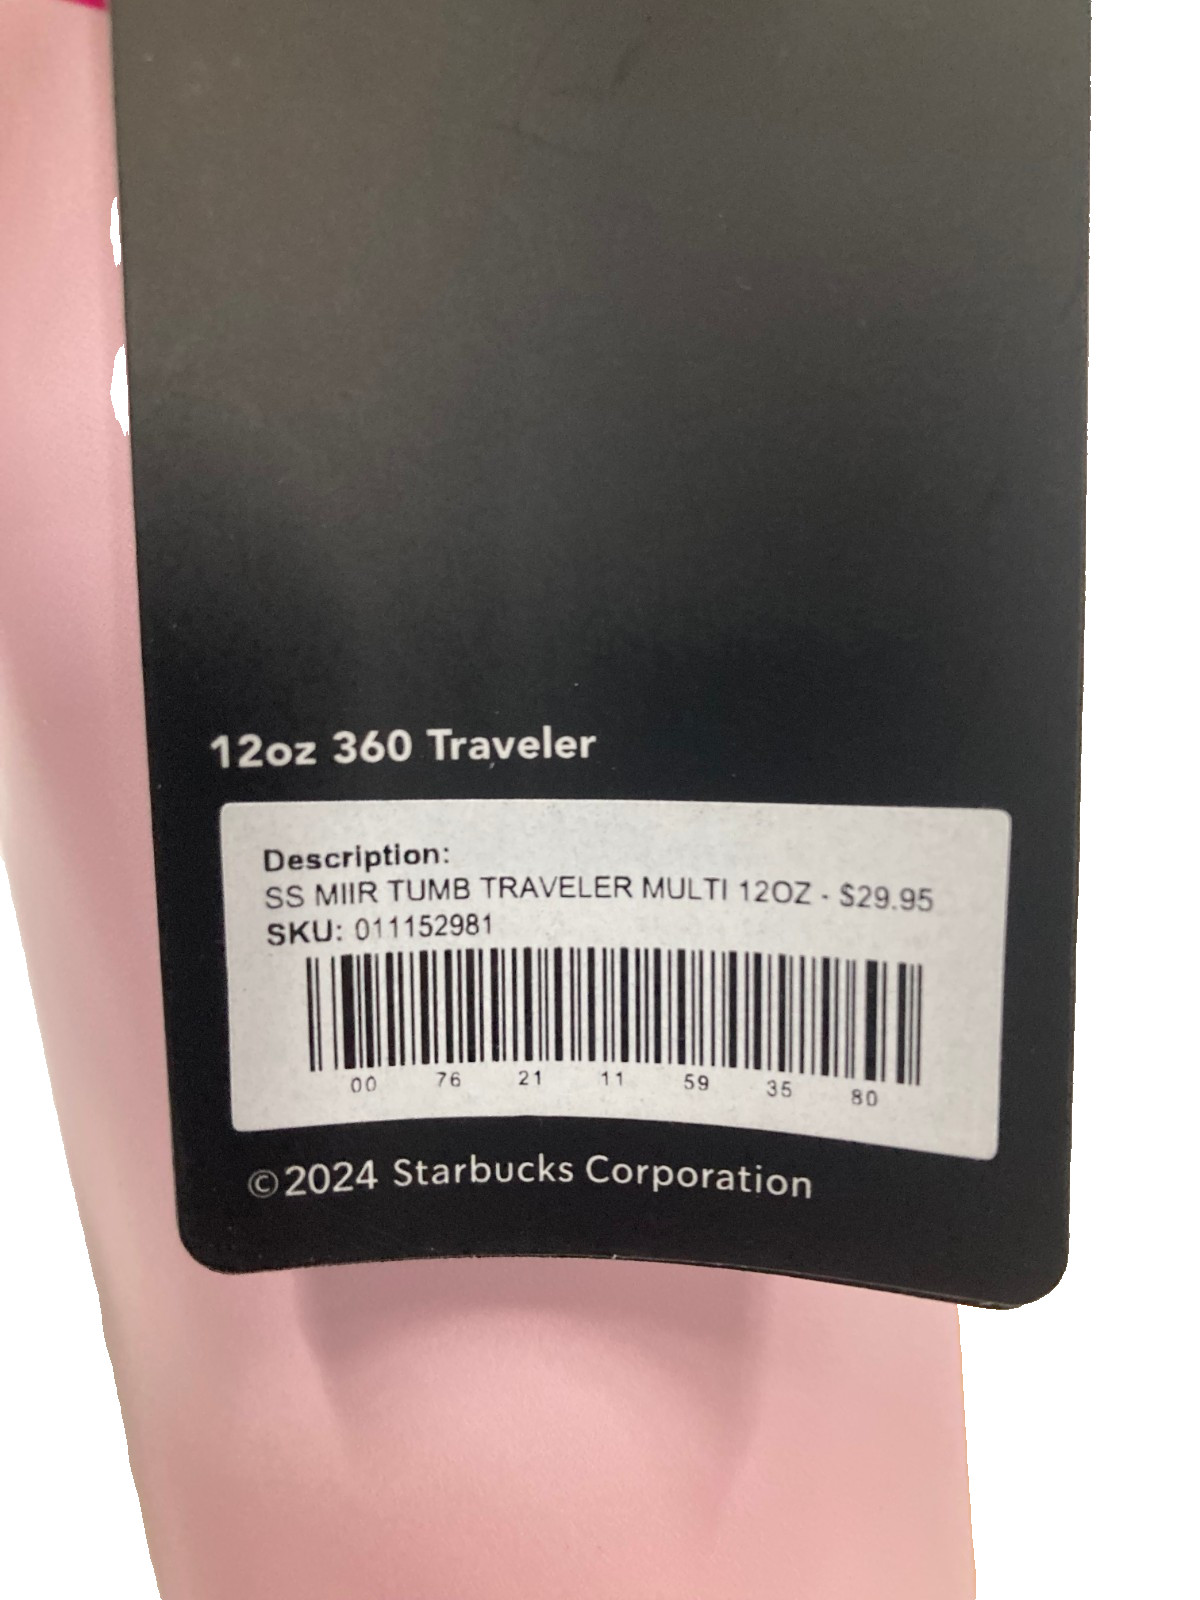 12oz 360 Traveler
Description:
SS MIIR TUMB TRAVELER MULTI 12OZ - $29.95
SKU: 011152981
00 76 21 11 59 35 80
©2024 Starbucks Corporation